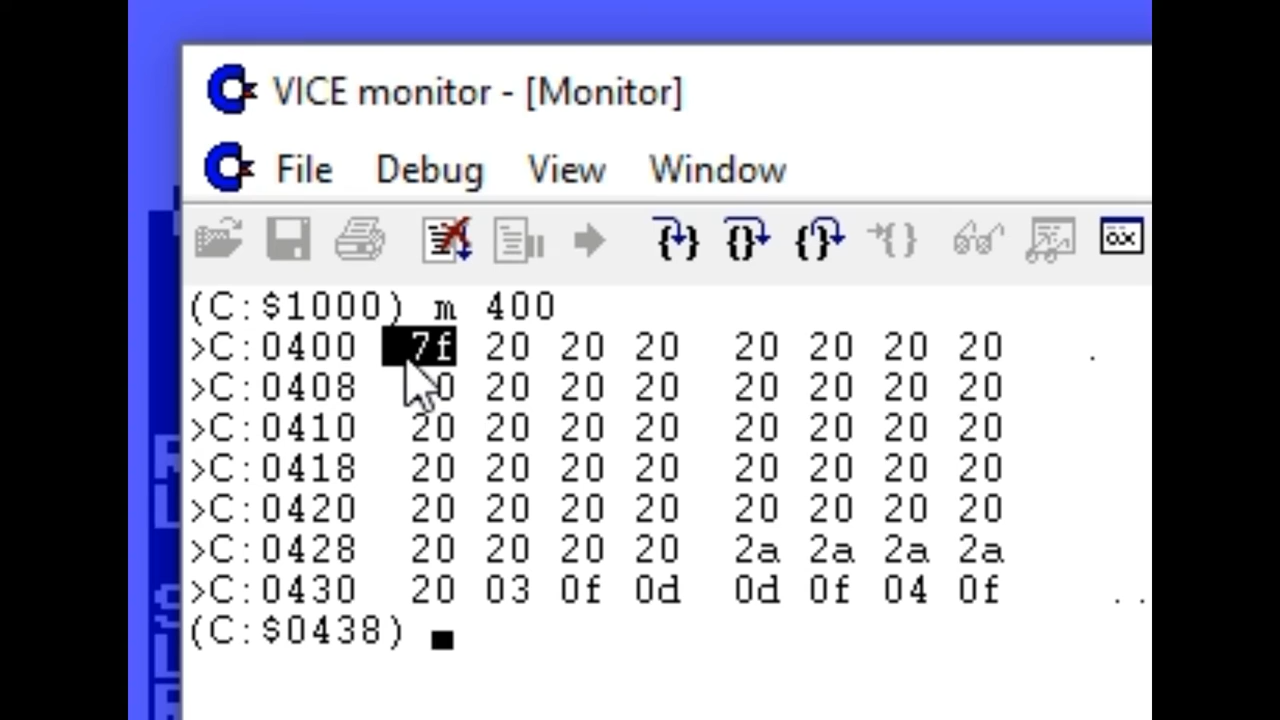 VICE monitor - [Monitor]
File Debug View Window
(C:$1000) m 400
>C:0400 7f 20 20 20 20 20 20 20 .
>C:0408 0 20 20 20 20 20 20 20
>C:0410 20 20 20 20 20 20 20 20
>C:0418 20 20 20 20 20 20 20 20
>C:0420 20 20 20 20 20 20 20 20
>C:0428 20 20 20 20 2a 2a 2a 2a
>C:0430 20 03 0f 0d 0d 0f 04 0f ..
(C:$0438)